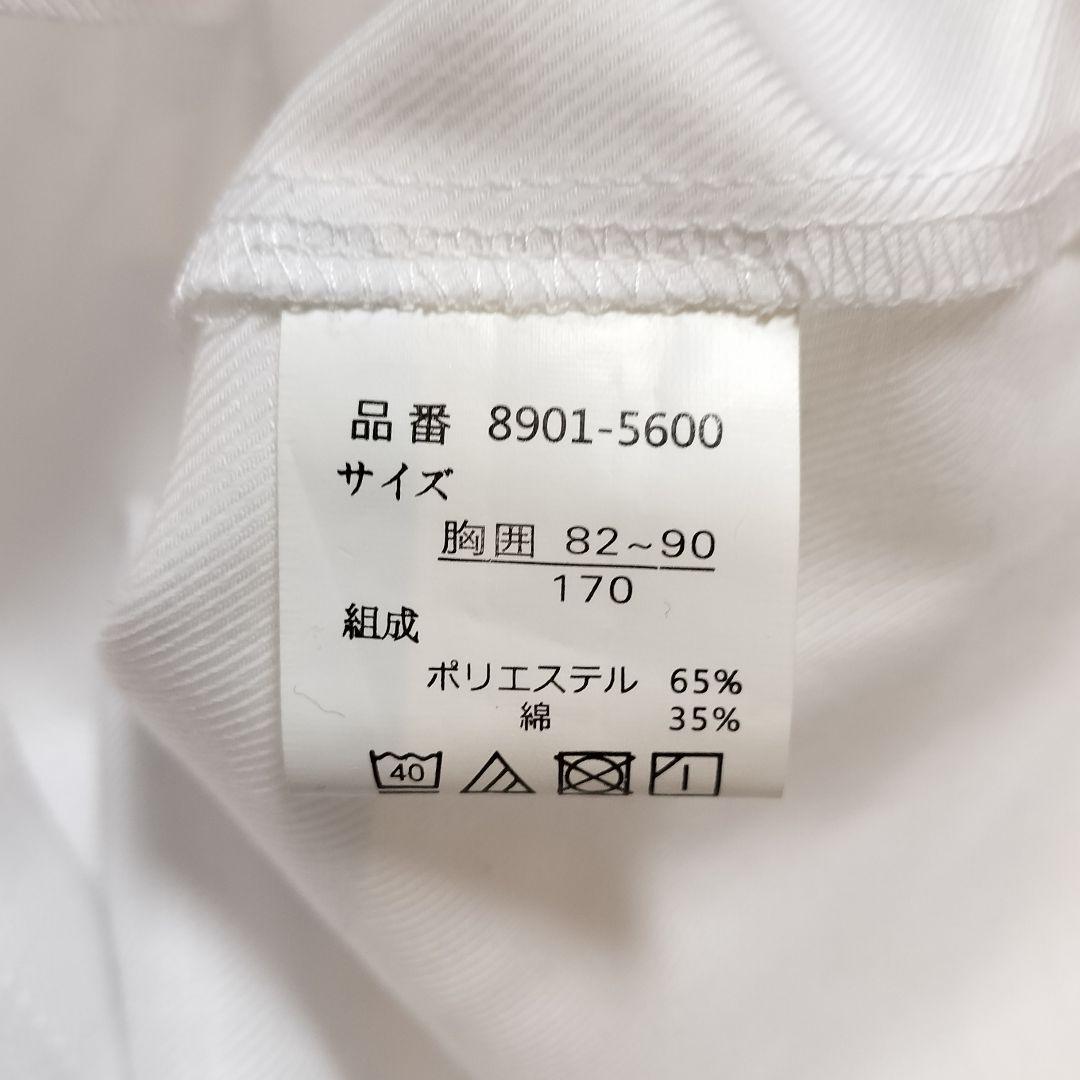 品番 8901-5600
サイズ
胸囲 82~90
170
組成
ポリエステル 65%
綿 35%
40